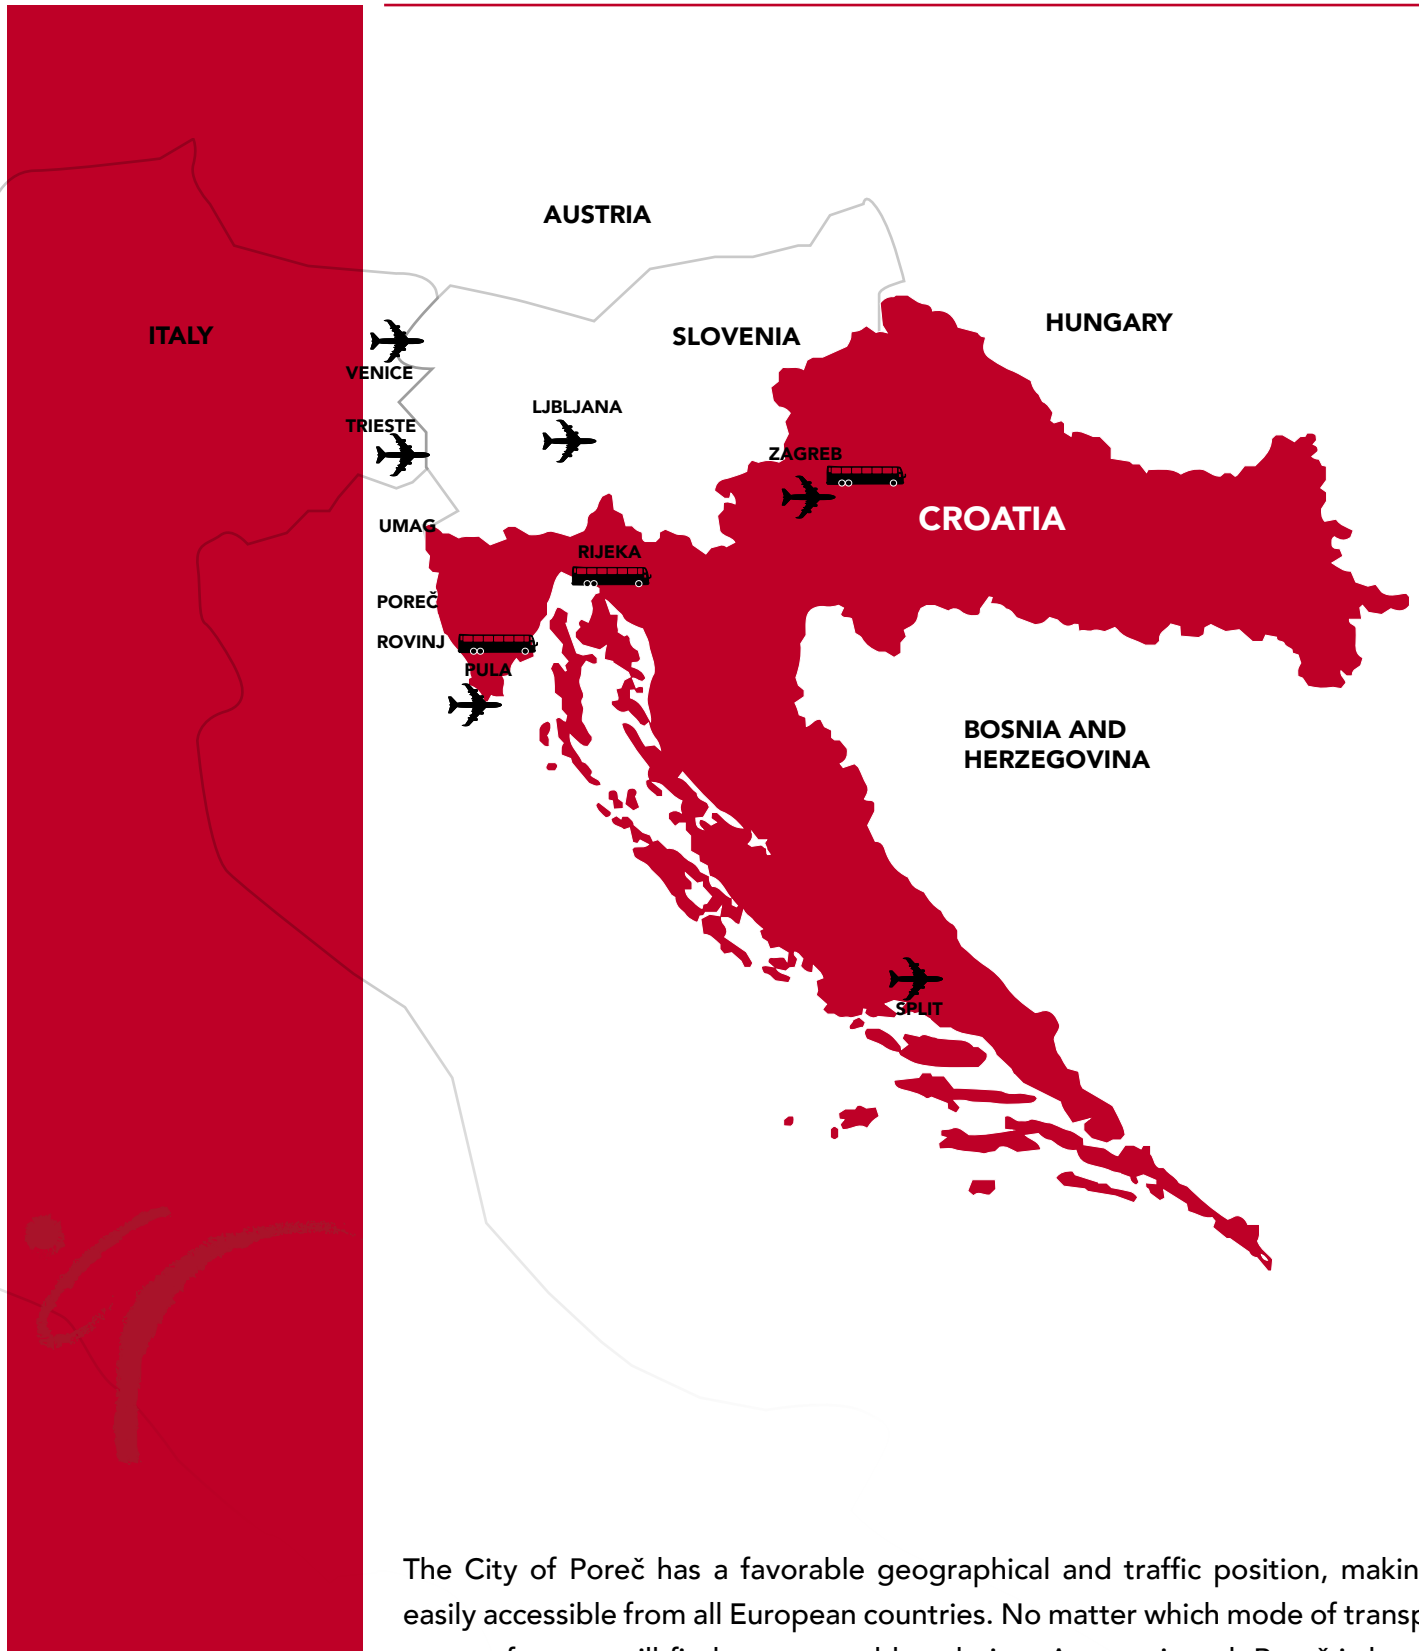 AUSTRIA
ITALY
SLOVENIA
HUNGARY
VENICE
LJBLJANA
TRIESTE
ZAGREB
CROATIA
UMAG
RIJEKA
POREČ
ROVINJ
PULA
BOSNIA AND
HERZEGOVINA
SPLIT
The City of Poreč has a favorable geographical and traffic position, makin
easily accessible from all European countries. No matter which mode of transp